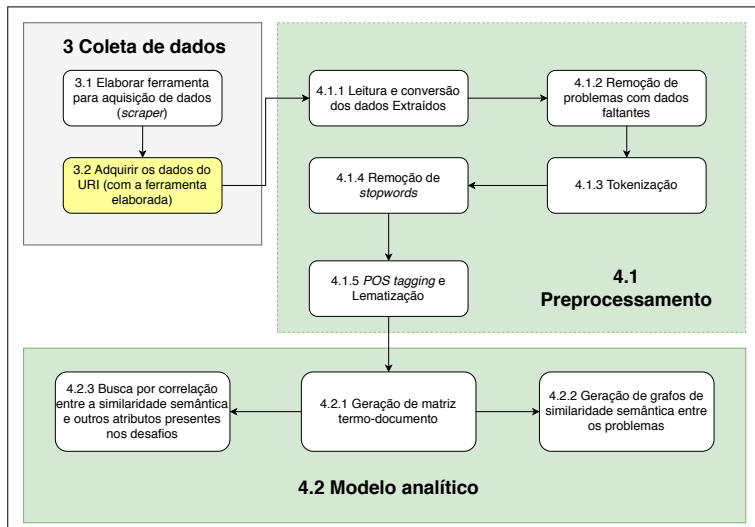 3 Coleta de dados
3.1 Elaborar ferramenta
para aquisição de dados
(scraper)
3.2 Adquirir os dados do
URI (com a ferramenta
elaborada)
4.1.1 Leitura e conversão
dos dados Extraídos
4.1.2 Remoção de
problemas com dados
faltantes
4.1.3 Tokenização
4.1.4 Remoção de
stopwords
4.1.5 POS tagging e
Lematização
4.1
Preprocessamento
4.2.3 Busca por correlação
entre a similaridade semântica
e outros atributos presentes
nos desafios
4.2.1 Geração de matriz
termo-documento
4.2.2 Geração de grafos
de similaridade semântica entre
os problemas
4.2 Modelo analítico